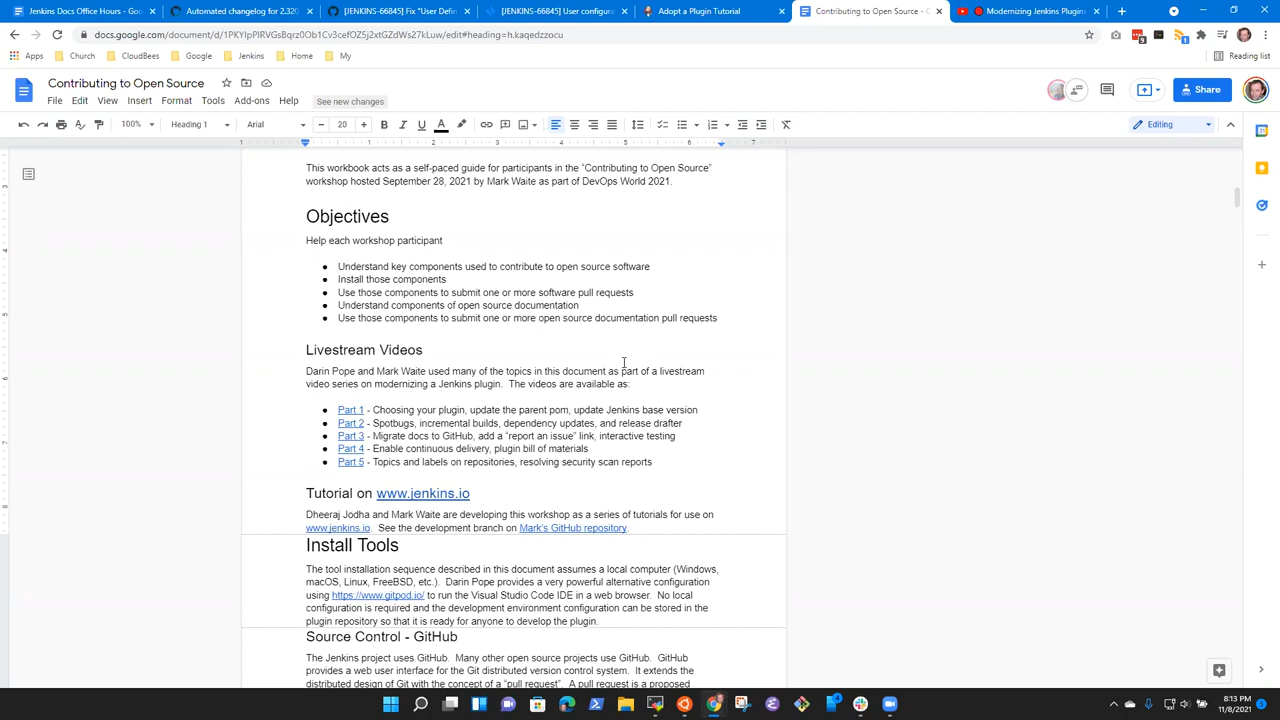 Jenkins Docs Office Hours - Goo
Automated changelog for 2.320
[JENKINS-66845] Fix "User Defin
[JENKINS-66845] User configura
Adopt a Plugin Tutorial
Contributing to Open Source - G
Modernizing Jenkins Plugins
docs.google.com/document/d/1PKYIpPIRVGsBqrz0Ob1Cv3cefOZ5j2xtGZdWs27kLuw/edit#heading=h.kaqedzzocu
Apps
Church
CloudBees
Google
Jenkins
Home
My
Reading list
Contributing to Open Source
File Edit View Insert Format Tools Add-ons Help
See new changes
Share
100%
Heading 1
Arial
20
Editing
This workbook acts as a self-paced guide for participants in the “Contributing to Open Source”
workshop hosted September 28, 2021 by Mark Waite as part of DevOps World 2021.
Objectives
Help each workshop participant
● Understand key components used to contribute to open source software
● Install those components
● Use those components to submit one or more software pull requests
● Understand components of open source documentation
● Use those components to submit one or more open source documentation pull requests
Livestream Videos
Darin Pope and Mark Waite used many of the topics in this document as part of a livestream
video series on modernizing a Jenkins plugin. The videos are available as:
● Part 1 - Choosing your plugin, update the parent pom, update Jenkins base version
● Part 2 - Spotbugs, incremental builds, dependency updates, and release drafter
● Part 3 - Migrate docs to GitHub, add a “report an issue” link, interactive testing
● Part 4 - Enable continuous delivery, plugin bill of materials
● Part 5 - Topics and labels on repositories, resolving security scan reports
Tutorial on www.jenkins.io
Dheeraj Jodha and Mark Waite are developing this workshop as a series of tutorials for use on
www.jenkins.io. See the development branch on Mark's GitHub repository.
Install Tools
The tool installation sequence described in this document assumes a local computer (Windows,
macOS, Linux, FreeBSD, etc.). Darin Pope provides a very powerful alternative configuration
using https://www.gitpod.io/ to run the Visual Studio Code IDE in a web browser. No local
configuration is required and the development environment configuration can be stored in the
plugin repository so that it is ready for anyone to develop the plugin.
Source Control - GitHub
The Jenkins project uses GitHub. Many other open source projects use GitHub. GitHub
provides a web user interface for the Git distributed version control system. It extends the
distributed design of Git with the concept of a “pull request”. A pull request is a proposed
8:13 PM
11/8/2021